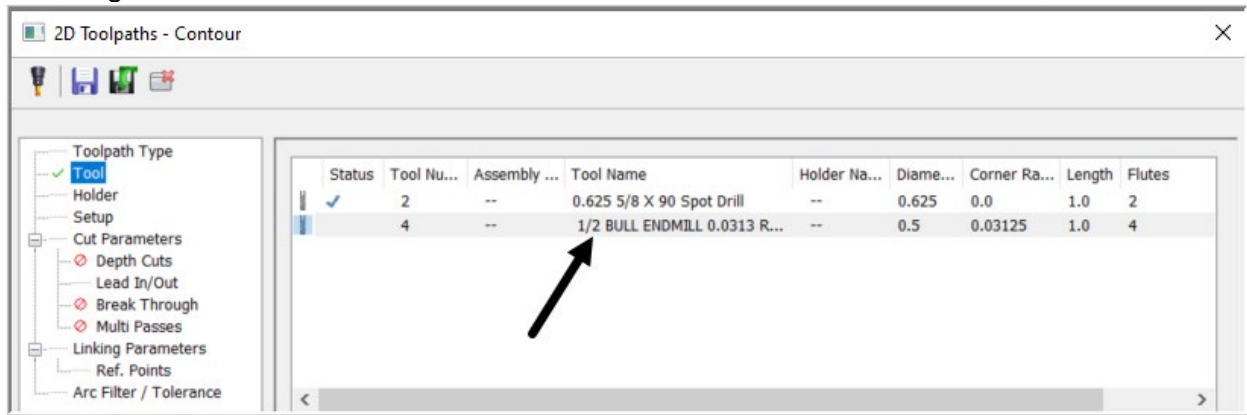 2D Toolpaths - Contour
Toolpath Type
Tool
Holder
Setup
Cut Parameters
Depth Cuts
Lead In/Out
Break Through
Multi Passes
Linking Parameters
Ref. Points
Arc Filter / Tolerance
Status Tool Nu... Assembly ... Tool Name Holder Na... Diame... Corner Ra... Length Flutes
2 -- 0.625 5/8 X 90 Spot Drill -- 0.625 0.0 1.0 2
4 -- 1/2 BULL ENDMILL 0.0313 R... -- 0.5 0.03125 1.0 4